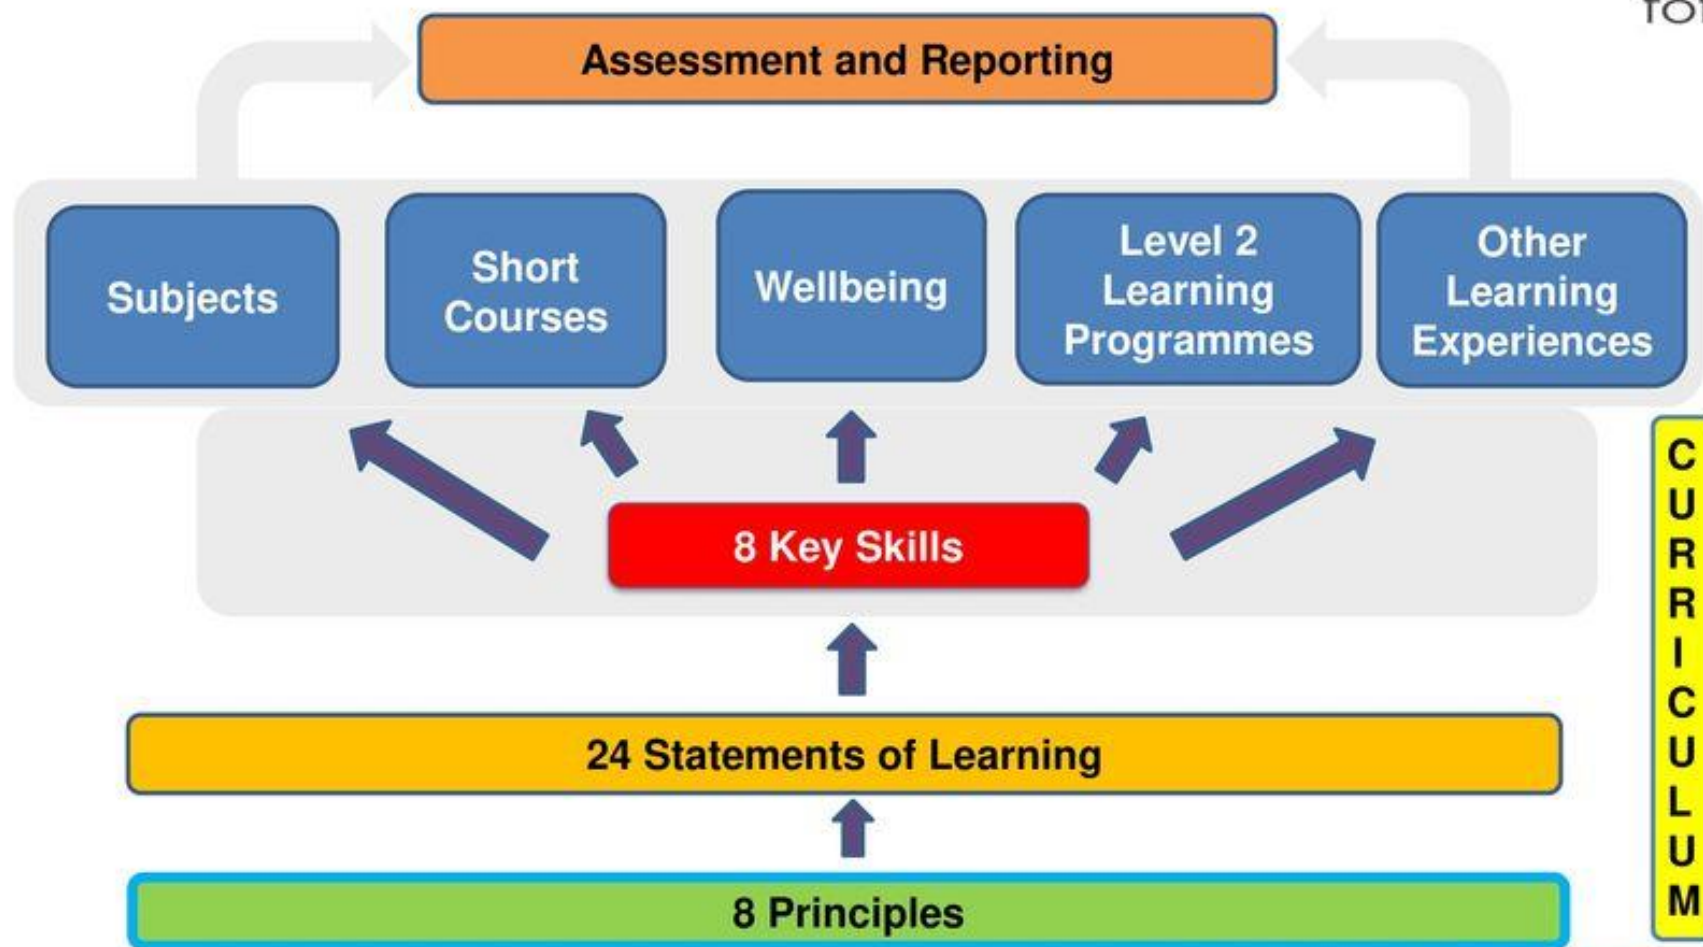 Assessment and Reporting
Subjects
Short
Courses
Wellbeing
Level 2
Learning
Programmes
Other
Learning
Experiences
8 Key Skills
24 Statements of Learning
8 Principles
C
U
R
R
I
C
U
L
U
M